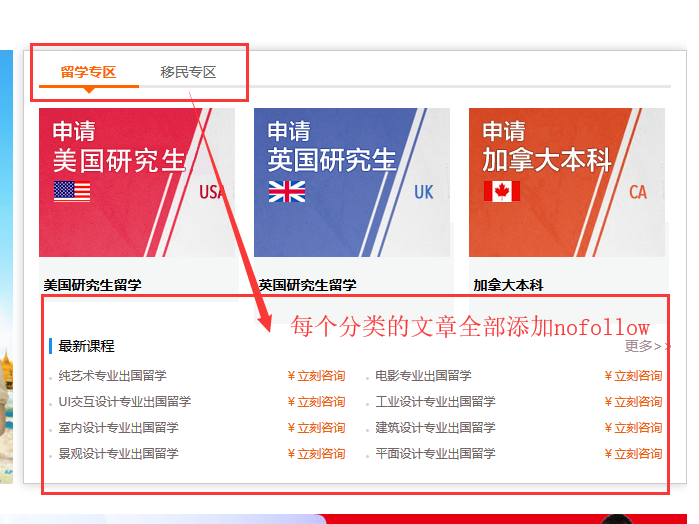 留学专区 移民专区
申请 申请 申请
美国研究生 英国研究生 加拿大本科
USA UK CA
美国研究生留学 英国研究生留学 加拿大本科
每个分类的文章全部添加nofollow
最新课程 更多>>
纯艺术专业出国留学 ¥立刻咨询 电影专业出国留学 ¥立刻咨询
UI交互设计专业出国留学 ¥立刻咨询 工业设计专业出国留学 ¥立刻咨询
室内设计专业出国留学 ¥立刻咨询 建筑设计专业出国留学 ¥立刻咨询
景观设计专业出国留学 ¥立刻咨询 平面设计专业出国留学 ¥立刻咨询